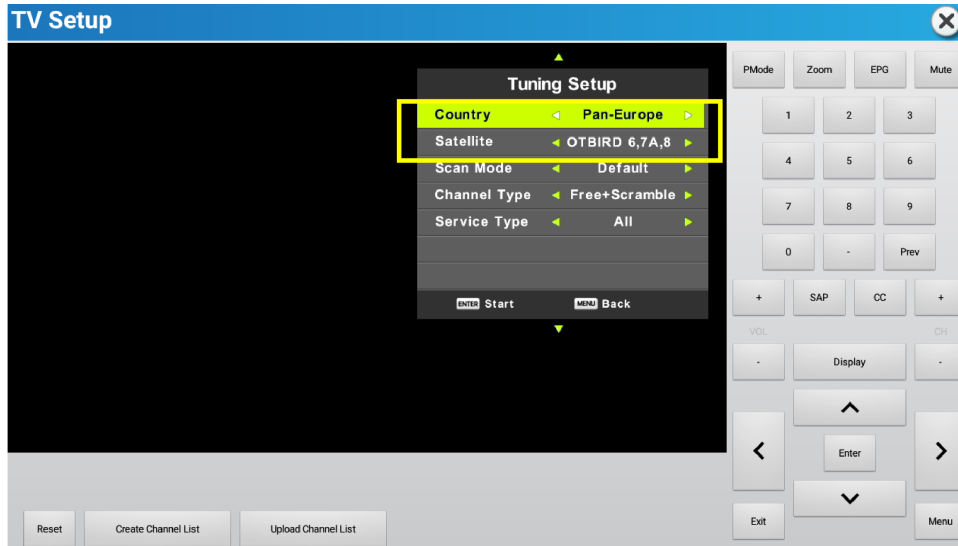 TV Setup
Tuning Setup
Country Pan-Europe
Satellite OTBIRD 6,7A,8
Scan Mode Default
Channel Type Free+Scramble
Service Type All
ENTER Start MENU Back
PMode Zoom EPG Mute
1 2 3
4 5 6
7 8 9
0 - Prev
+ SAP CC +
VOL CH
- Display -
Enter
Exit Menu
Reset Create Channel List Upload Channel List